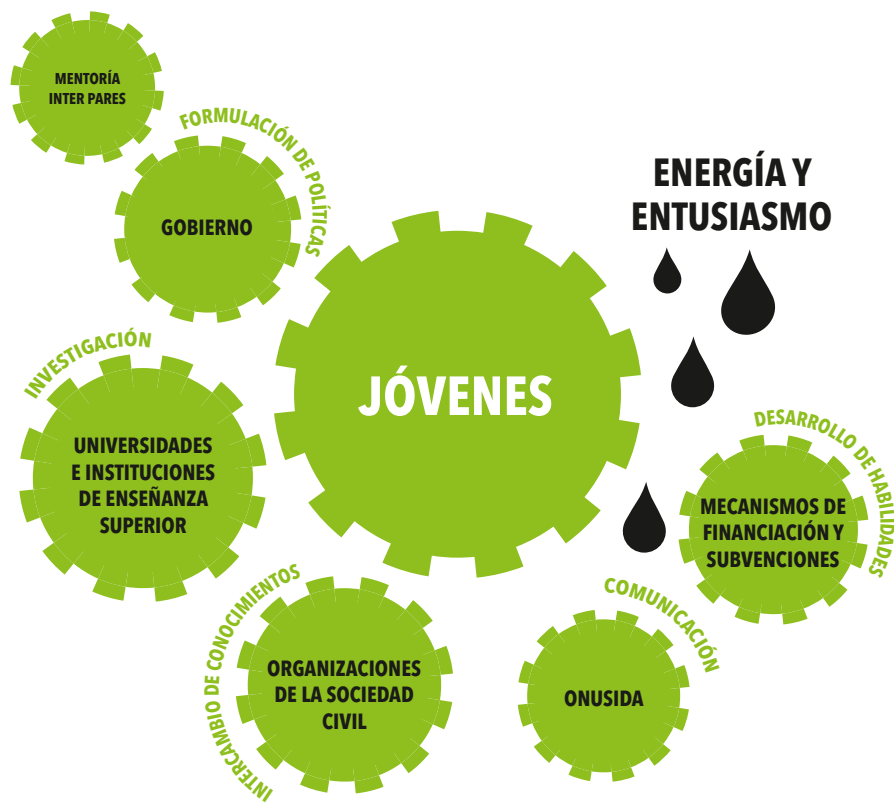 MENTORÍA
INTER PARES
FORMULACIÓN DE POLÍTICAS
GOBIERNO
ENERGÍA Y
ENTUSIASMO
JÓVENES
INVESTIGACIÓN
UNIVERSIDADES
E INSTITUCIONES
DE ENSEÑANZA
SUPERIOR
DESARROLLO DE HABILIDADES
MECANISMOS DE
FINANCIACIÓN Y
SUBVENCIONES
INTERCAMBIO DE CONOCIMIENTOS
ORGANIZACIONES
DE LA SOCIEDAD
CIVIL
COMUNICACIÓN
ONUSIDA